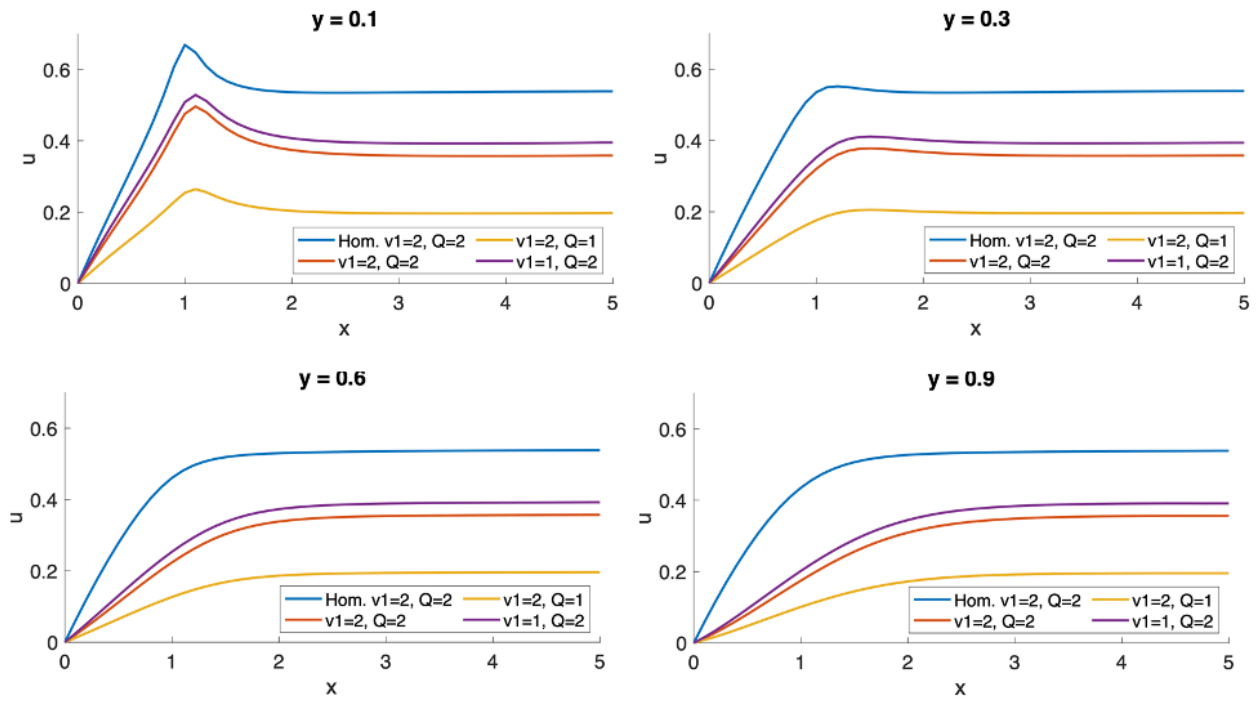 y = 0.1
u
0.6
0.4
0.2
0
Hom. v1=2, Q=2 v1=2, Q=1
v1=2, Q=2 v1=1, Q=2
0 1 2 3 4 5
x
y = 0.3
u
0.6
0.4
0.2
0
Hom. v1=2, Q=2 v1=2, Q=1
v1=2, Q=2 v1=1, Q=2
0 1 2 3 4 5
x
y = 0.6
u
0.6
0.4
0.2
0
Hom. v1=2, Q=2 v1=2, Q=1
v1=2, Q=2 v1=1, Q=2
0 1 2 3 4 5
x
y = 0.9
u
0.6
0.4
0.2
0
Hom. v1=2, Q=2 v1=2, Q=1
v1=2, Q=2 v1=1, Q=2
0 1 2 3 4 5
x